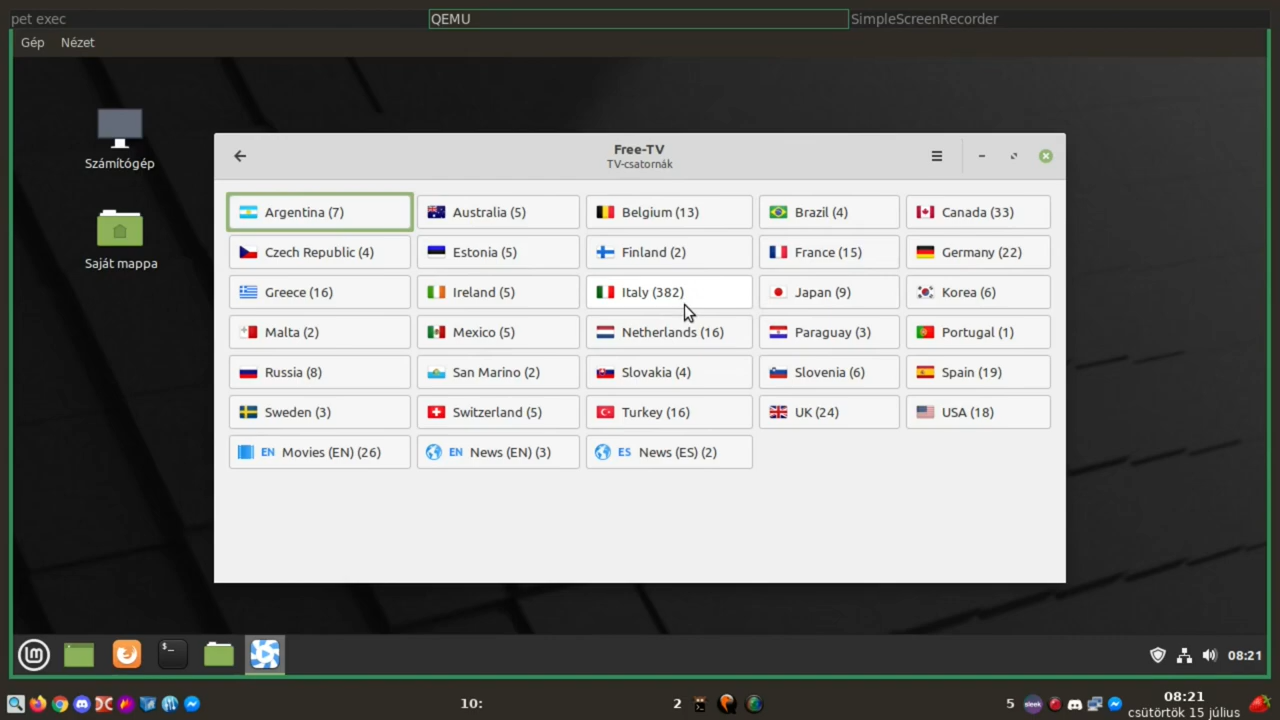 pet exec
QEMU
SimpleScreenRecorder
Gép Nézet
Számítógép
Saját mappa
Free-TV
TV-csatornák
Argentina (7)
Australia (5)
Belgium (13)
Brazil (4)
Canada (33)
Czech Republic (4)
Estonia (5)
Finland (2)
France (15)
Germany (22)
Greece (16)
Ireland (5)
Italy (382)
Japan (9)
Korea (6)
Malta (2)
Mexico (5)
Netherlands (16)
Paraguay (3)
Portugal (1)
Russia (8)
San Marino (2)
Slovakia (4)
Slovenia (6)
Spain (19)
Sweden (3)
Switzerland (5)
Turkey (16)
UK (24)
USA (18)
EN Movies (EN) (26)
EN News (EN) (3)
ES News (ES) (2)
08:21
10:
2
5
sleek
08:21
csütörtök 15 július